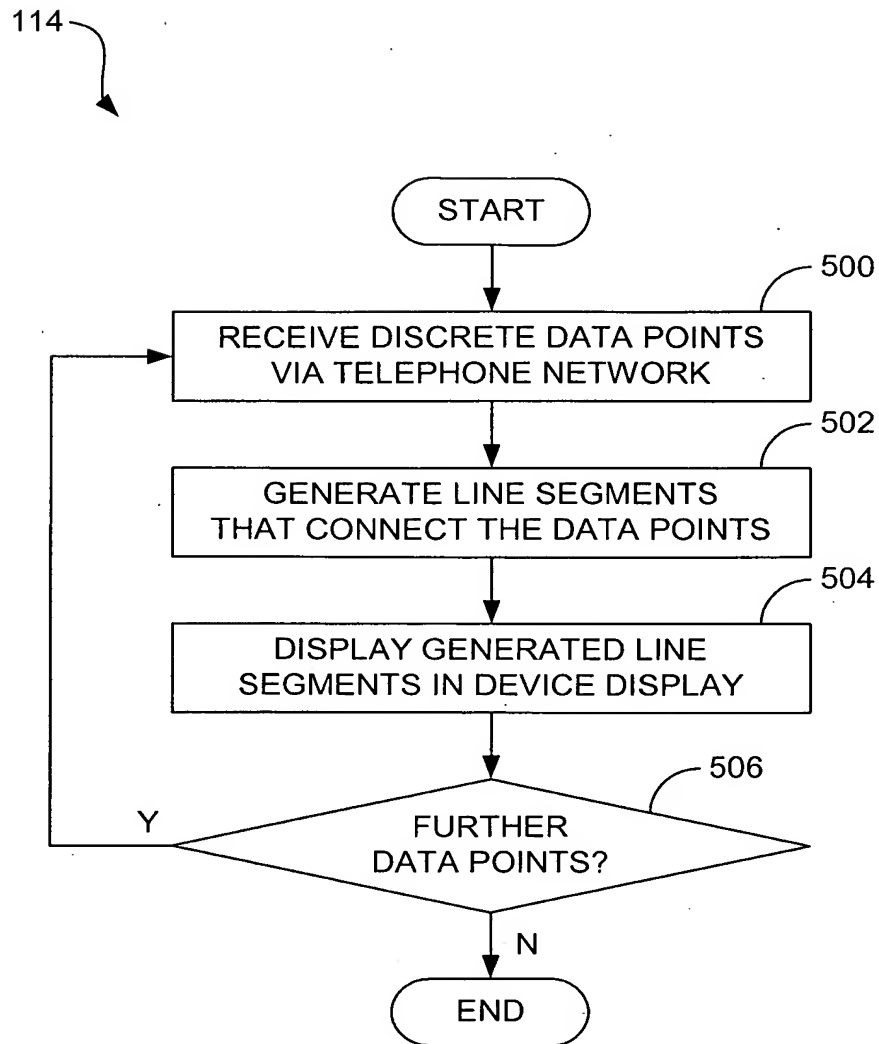 114
START
500
RECEIVE DISCRETE DATA POINTS
VIA TELEPHONE NETWORK
502
GENERATE LINE SEGMENTS
THAT CONNECT THE DATA POINTS
504
DISPLAY GENERATED LINE
SEGMENTS IN DEVICE DISPLAY
506
Y
FURTHER
DATA POINTS?
N
END